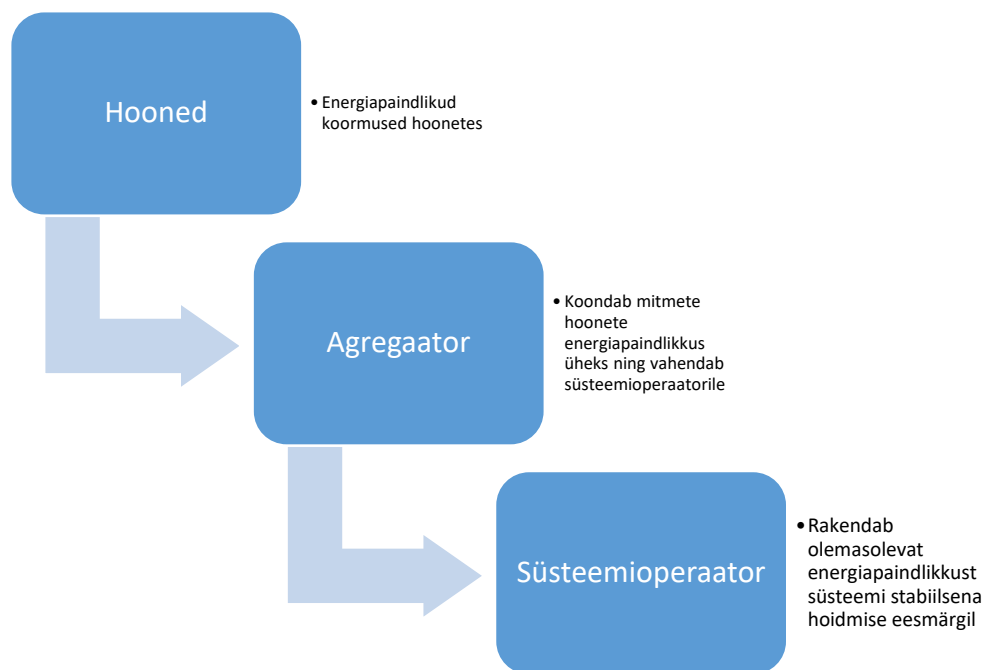 Hooned
• Energiapaindlikud
koormused hoonetes
Agregaator
• Koondab mitmete
hoonete
energiapaindlikkus
üheks ning vahendab
süsteemioperaatorile
Süsteemioperaator
• Rakendab
olemasolevat
energiapaindlikkust
süsteemi stabiilsena
hoidmise eesmärgil